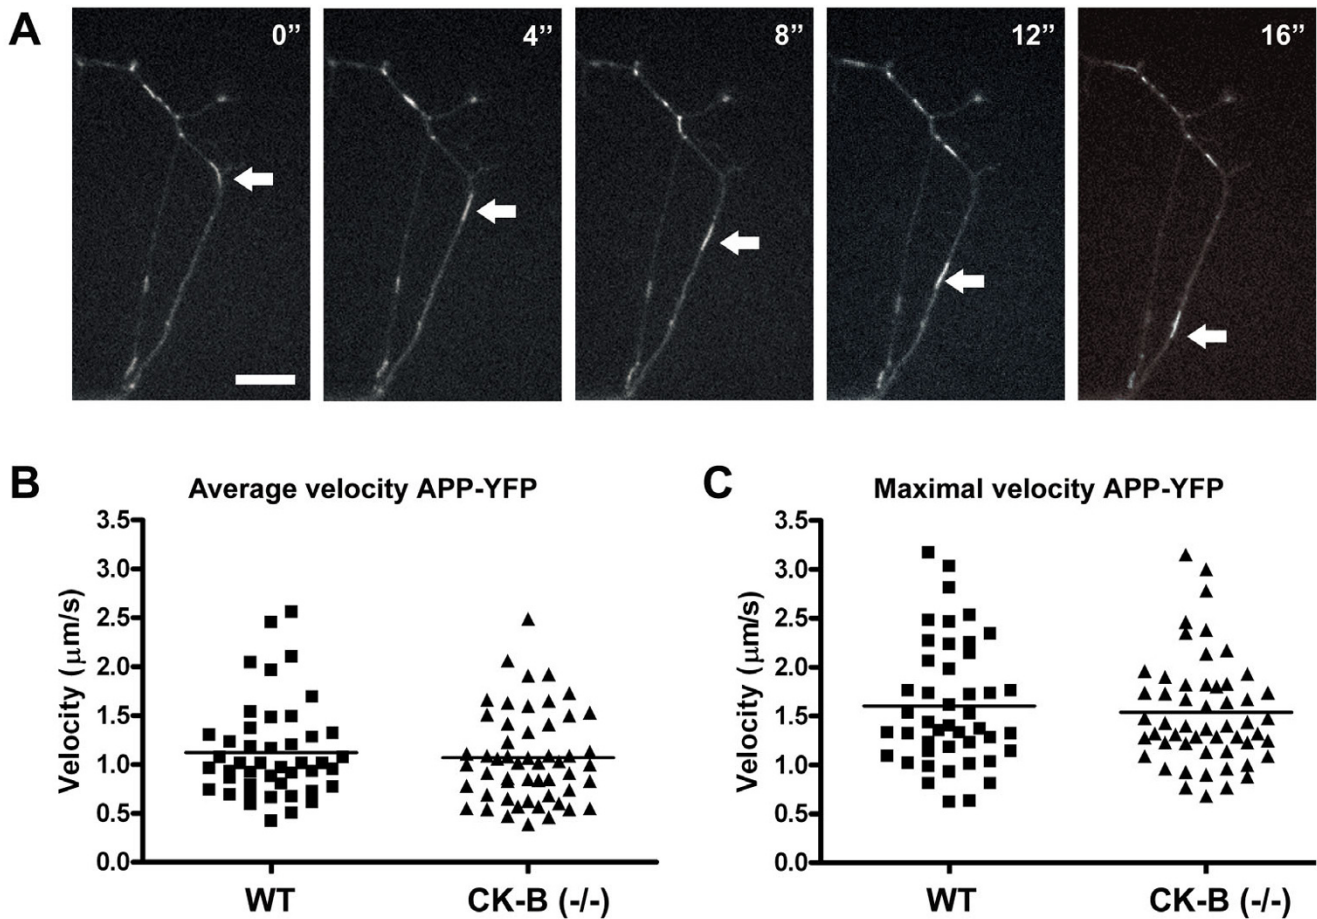 A
0”
4”
8”
12”
16”
B
Average velocity APP-YFP
Velocity (μm/s)
3.5
3.0
2.5
2.0
1.5
1.0
0.5
0.0
WT
CK-B (-/-)
C
Maximal velocity APP-YFP
Velocity (μm/s)
3.5
3.0
2.5
2.0
1.5
1.0
0.5
0.0
WT
CK-B (-/-)